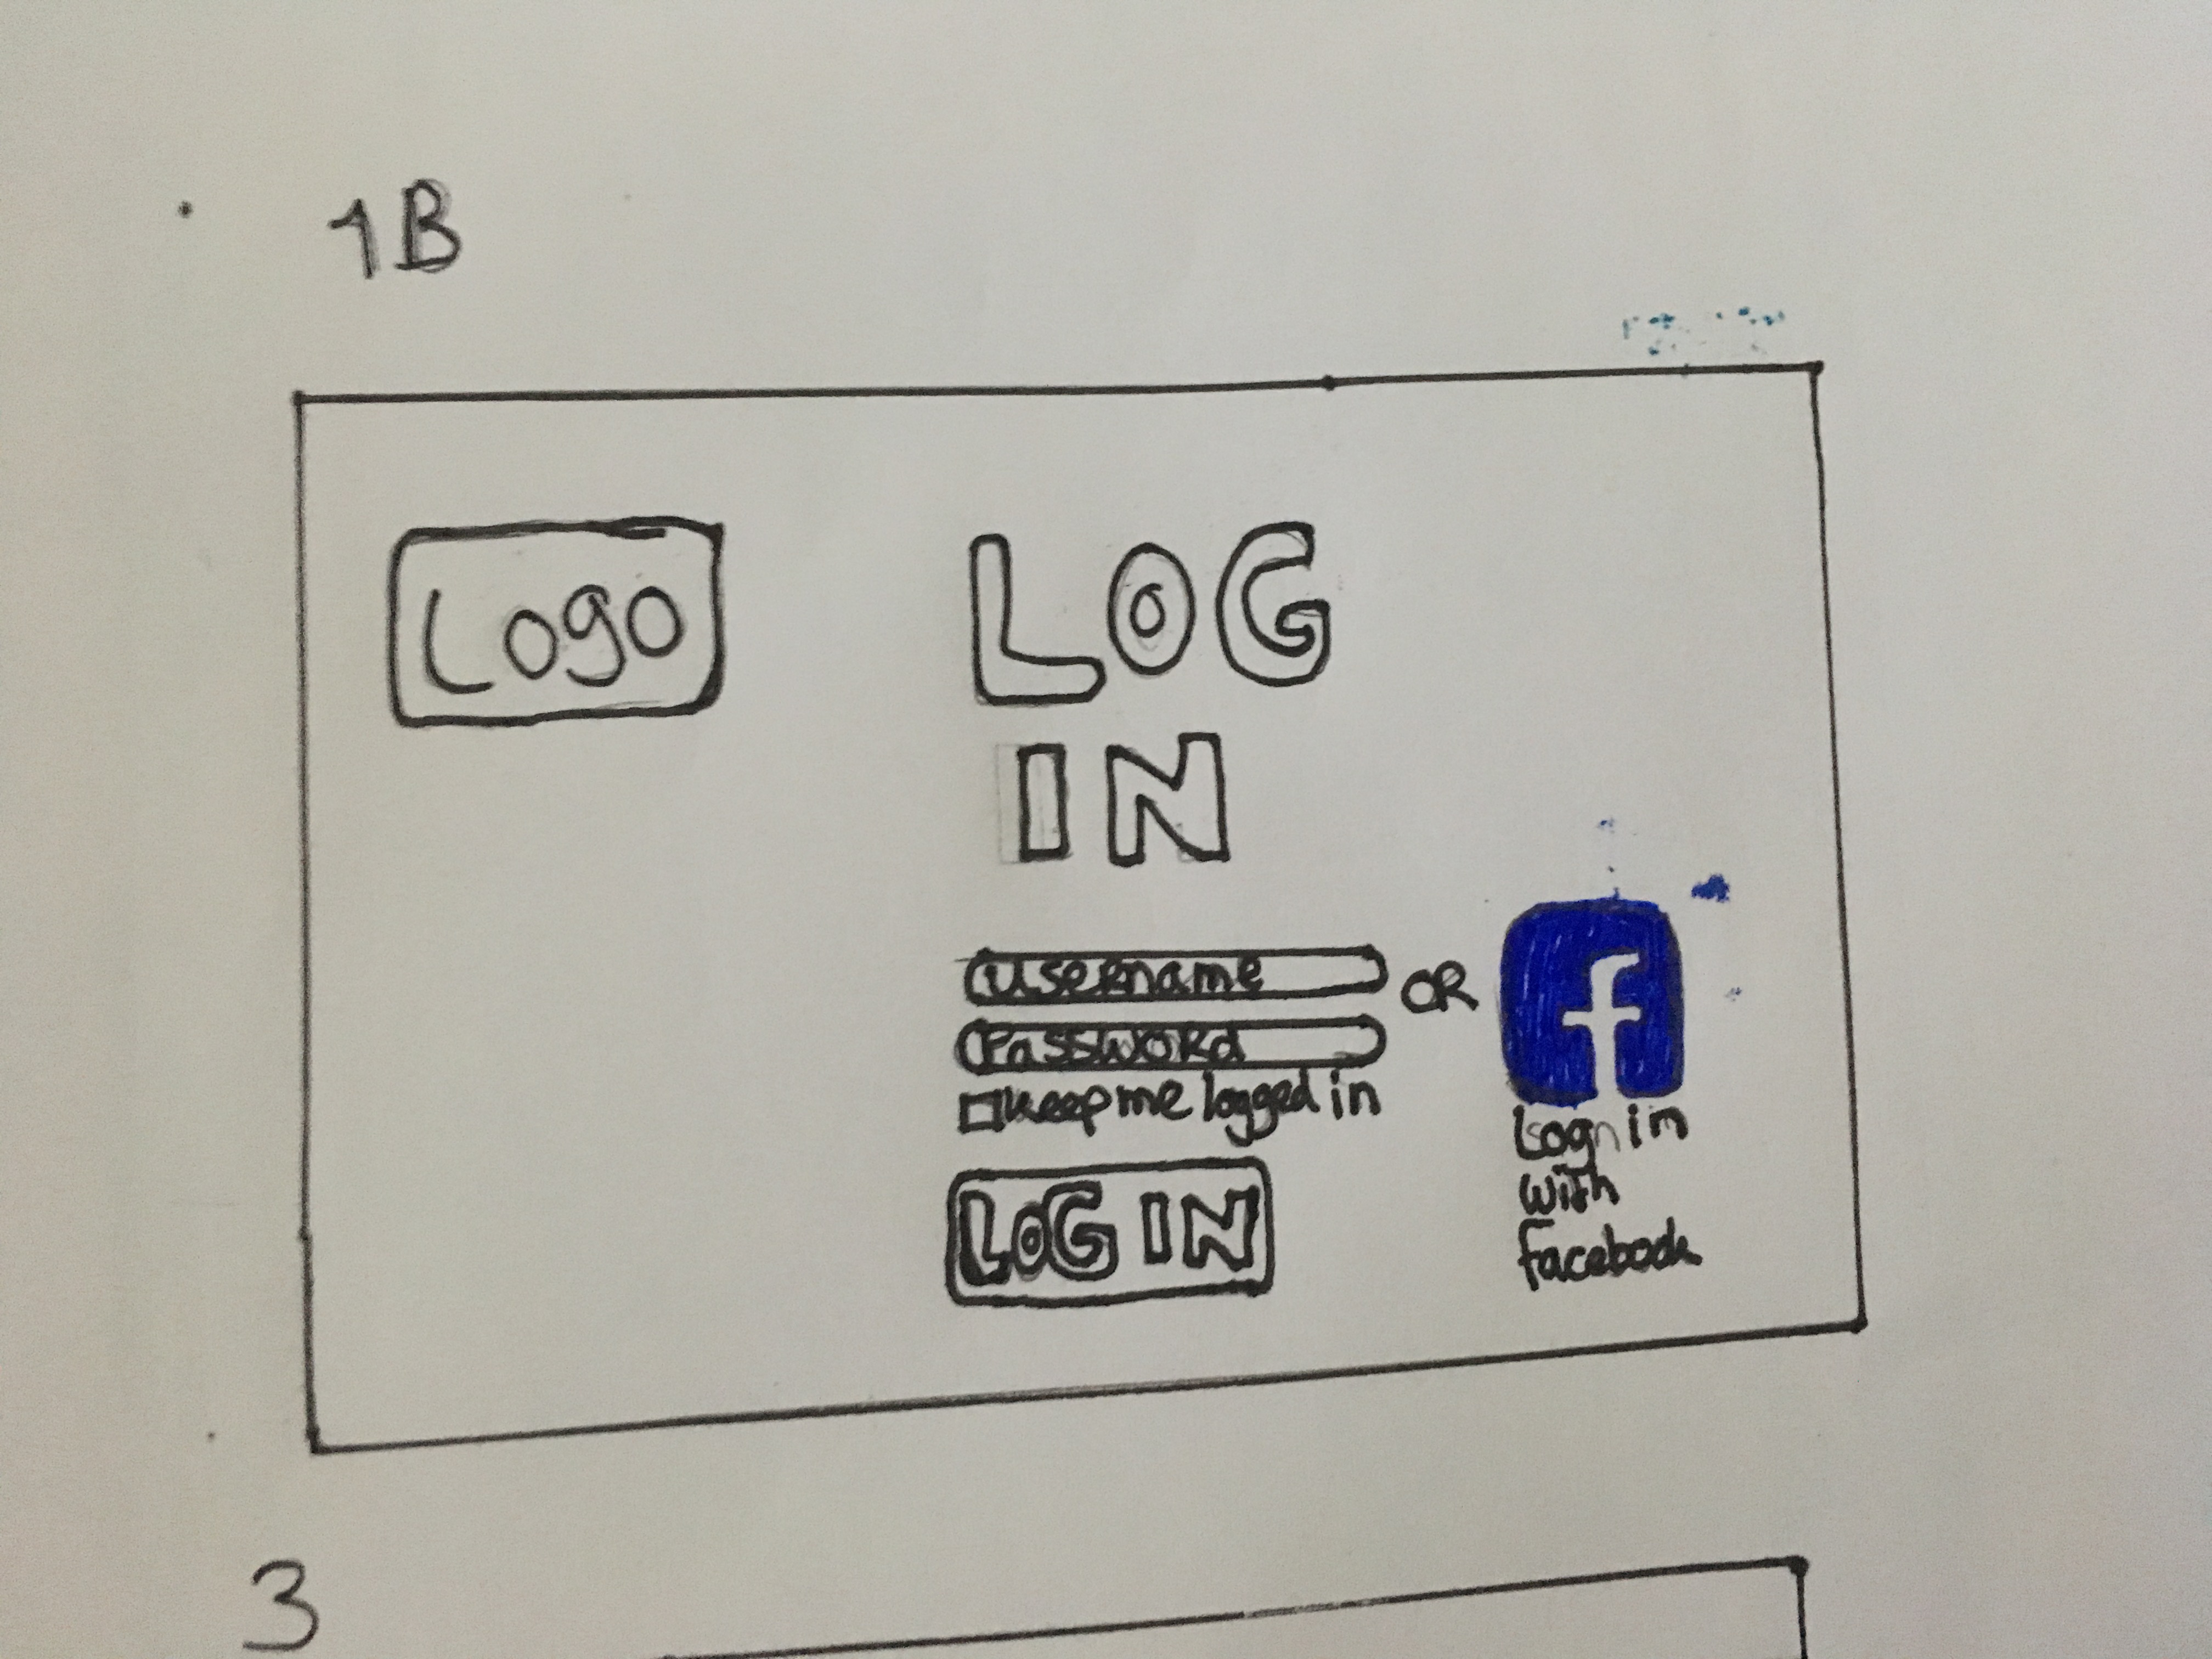 1B
Logo
LOG
IN
username
OR
f
Password
keep me logged in
Log in
with
facebook
LOG IN
3